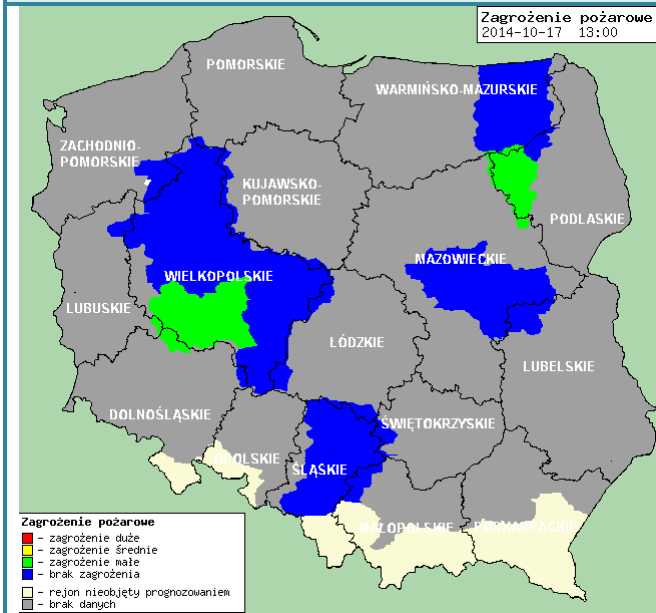 Zagrożenie pożarowe
2014-10-17 13:00
POMORSKIE
WARMIŃSKO-MAZURSKIE
ZACHODNIO-
POMORSKIE
KUJAWSKO-
POMORSKIE
PODLASKIE
MAZOWIECKIE
WIELKOPOLSKIE
LUBUSKIE
ŁÓDZKIE
LUBELSKIE
DOLNOŚLĄSKIE
ŚWIĘTOKRZYSKIE
OPOLSKIE
ŚLĄSKIE
MAŁOPOLSKIE
PODKARPACKIE
Zagrożenie pożarowe
- zagrożenie duże
- zagrożenie średnie
- zagrożenie małe
- brak zagrożenia
- rejon nieobjęty prognozowaniem
- brak danych